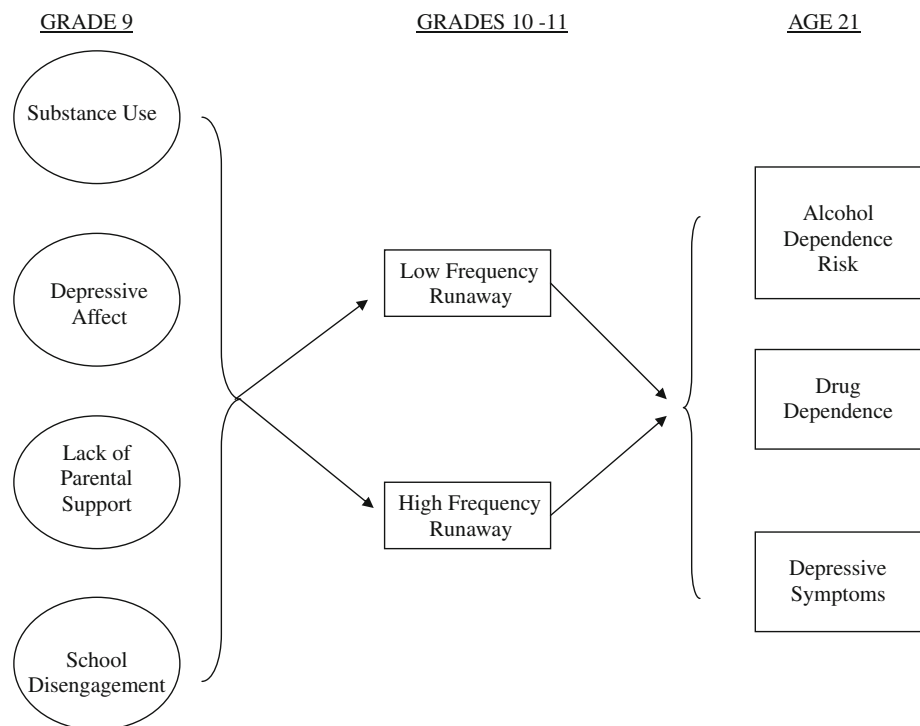 GRADE 9
GRADES 10 -11
AGE 21
Substance Use
Depressive
Affect
Lack of
Parental
Support
School
Disengagement
Low Frequency
Runaway
High Frequency
Runaway
Alcohol
Dependence
Risk
Drug
Dependence
Depressive
Symptoms